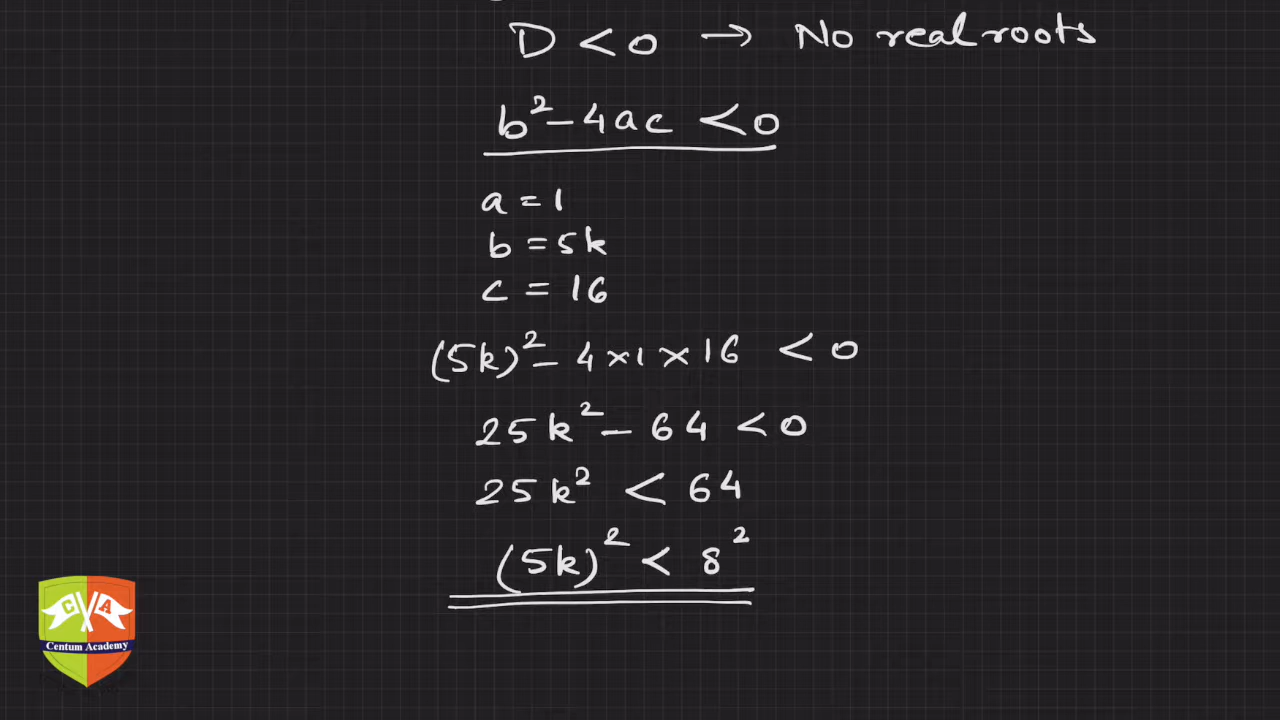 D < 0 → No real roots
b² - 4ac < 0
a = 1
b = 5k
c = 16
(5k)² - 4 × 1 × 16 < 0
25k² - 64 < 0
25k² < 64
(5k)² < 8²
C A
Centum Academy